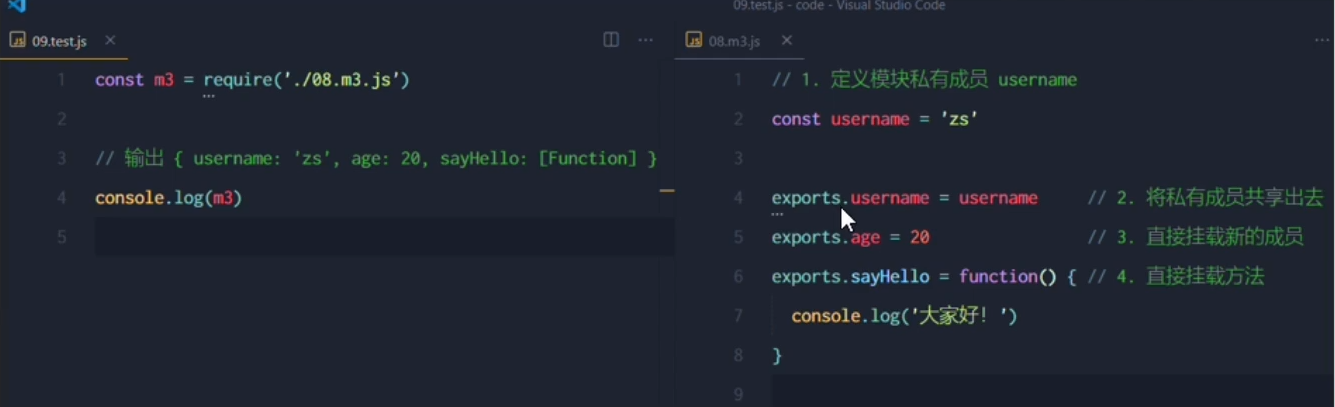 09.test.js - code - Visual Studio Code
JS 09.test.js ×
1 const m3 = require('./08.m3.js')
2
3 // 输出 { username: 'zs', age: 20, sayHello: [Function] }
4 console.log(m3)
5
JS 08.m3.js ×
1 // 1. 定义模块私有成员 username
2 const username = 'zs'
3
4 exports.username = username // 2. 将私有成员共享出去
5 exports.age = 20 // 3. 直接挂载新的成员
6 exports.sayHello = function() { // 4. 直接挂载方法
7 console.log('大家好！')
8 }
9